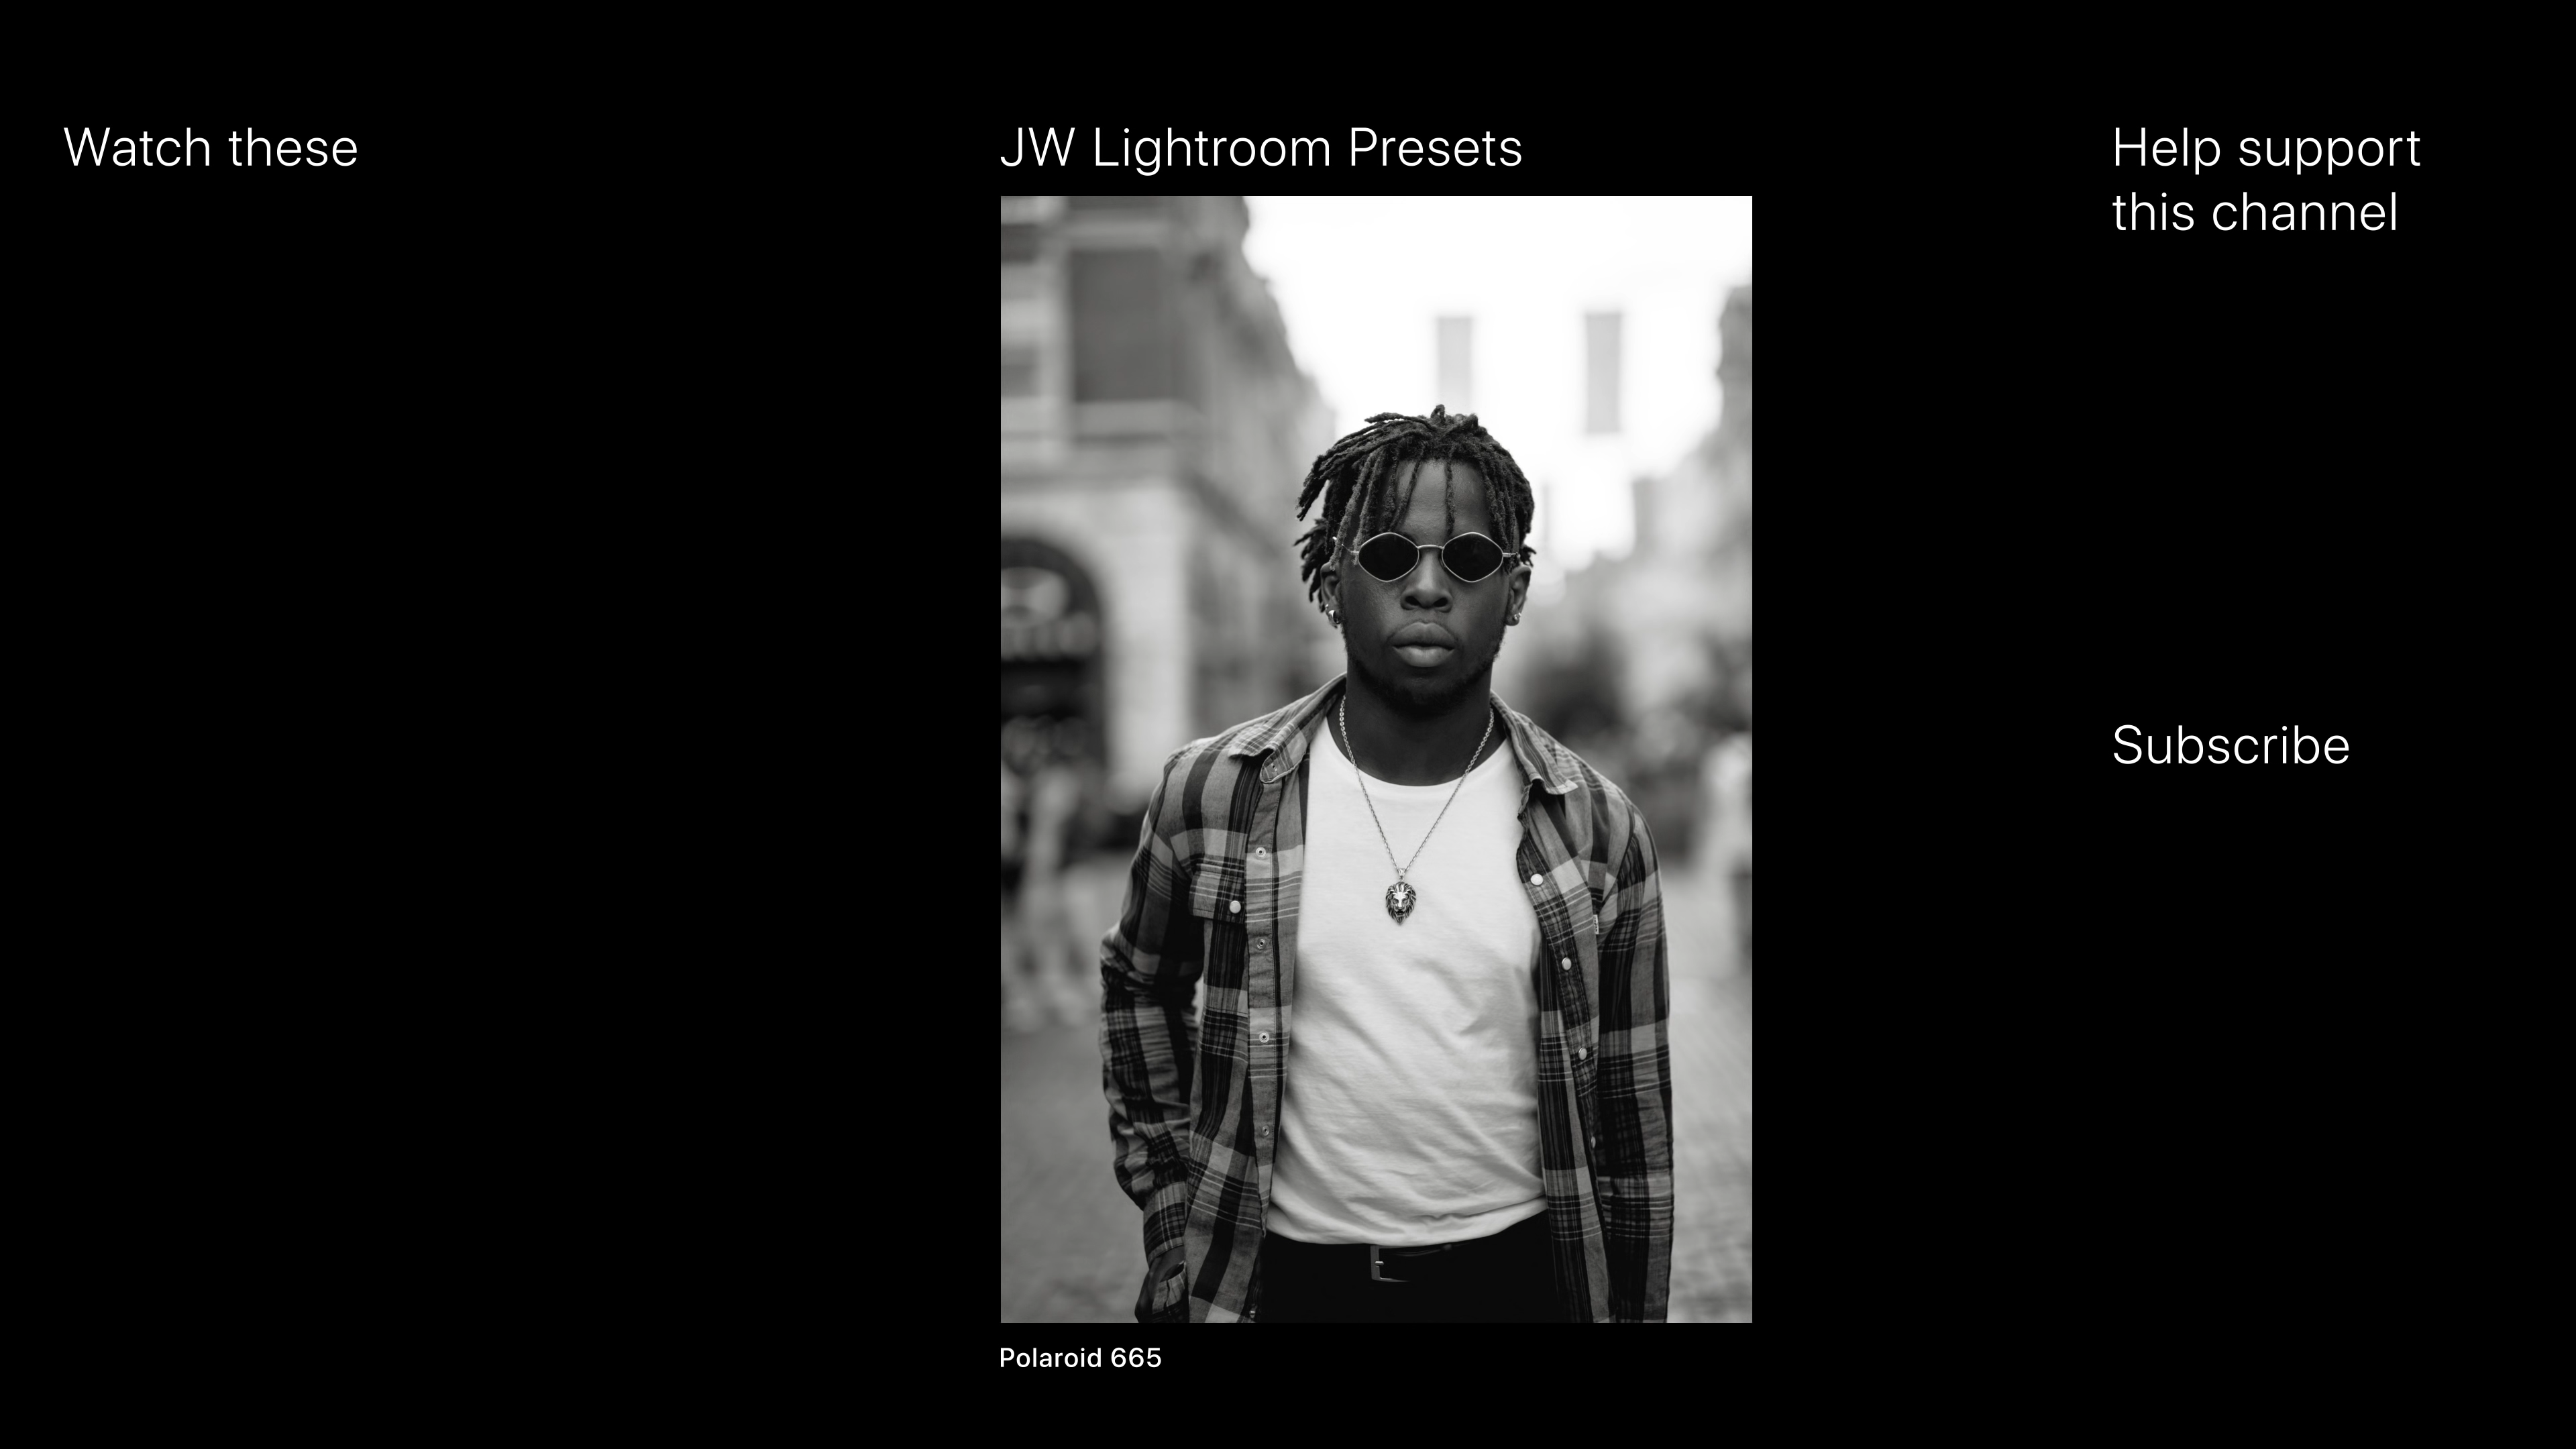 Watch these
JW Lightroom Presets
Help support
this channel
Subscribe
Polaroid 665